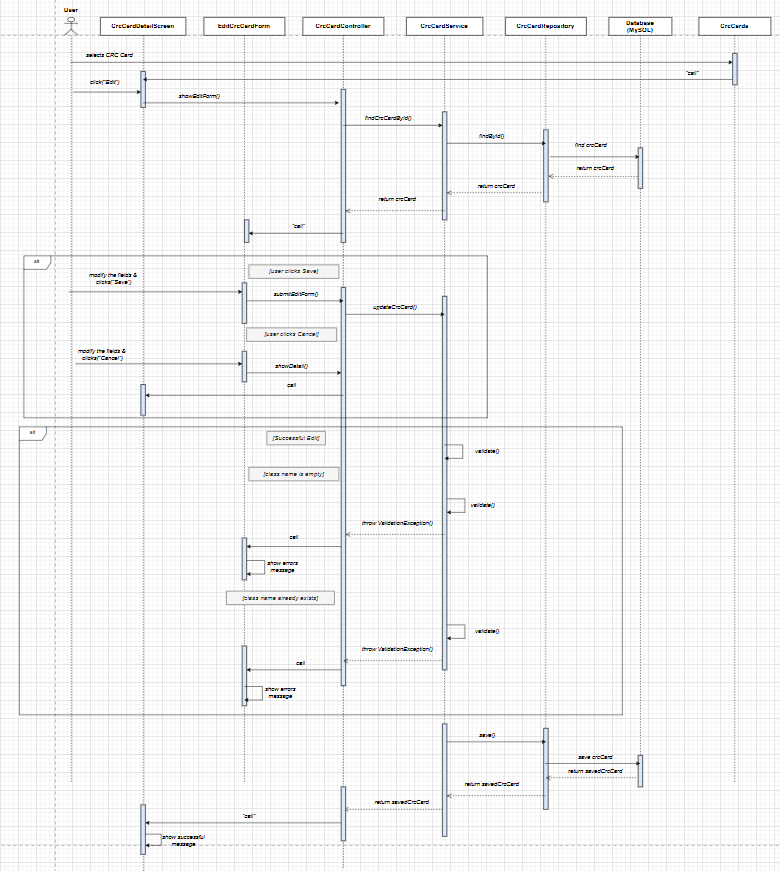 User
CrcCardDetailScreen
EditCrcCardForm
CrcCardController
CrcCardService
CrcCardRepository
Database
(MySQL)
CrcCards
selects CRC Card
"call"
click("Edit")
showEditForm()
findCrcCardById()
findById()
find crcCard
return crcCard
return crcCard
return crcCard
"call"
alt
[user clicks Save]
modify the fields &
clicks("Save")
submitEditForm()
updateCrcCard()
[user clicks Cancel]
modify the fields &
clicks("Cancel")
showDetail()
call
alt
[Successful Edit]
validate()
[class name is empty]
validate()
throw ValidationException()
call
show errors
message
[class name already exists]
validate()
throw ValidationException()
call
show errors
message
save()
save crcCard
return savedCrcCard
return savedCrcCard
return savedCrcCard
"call"
show successful
message